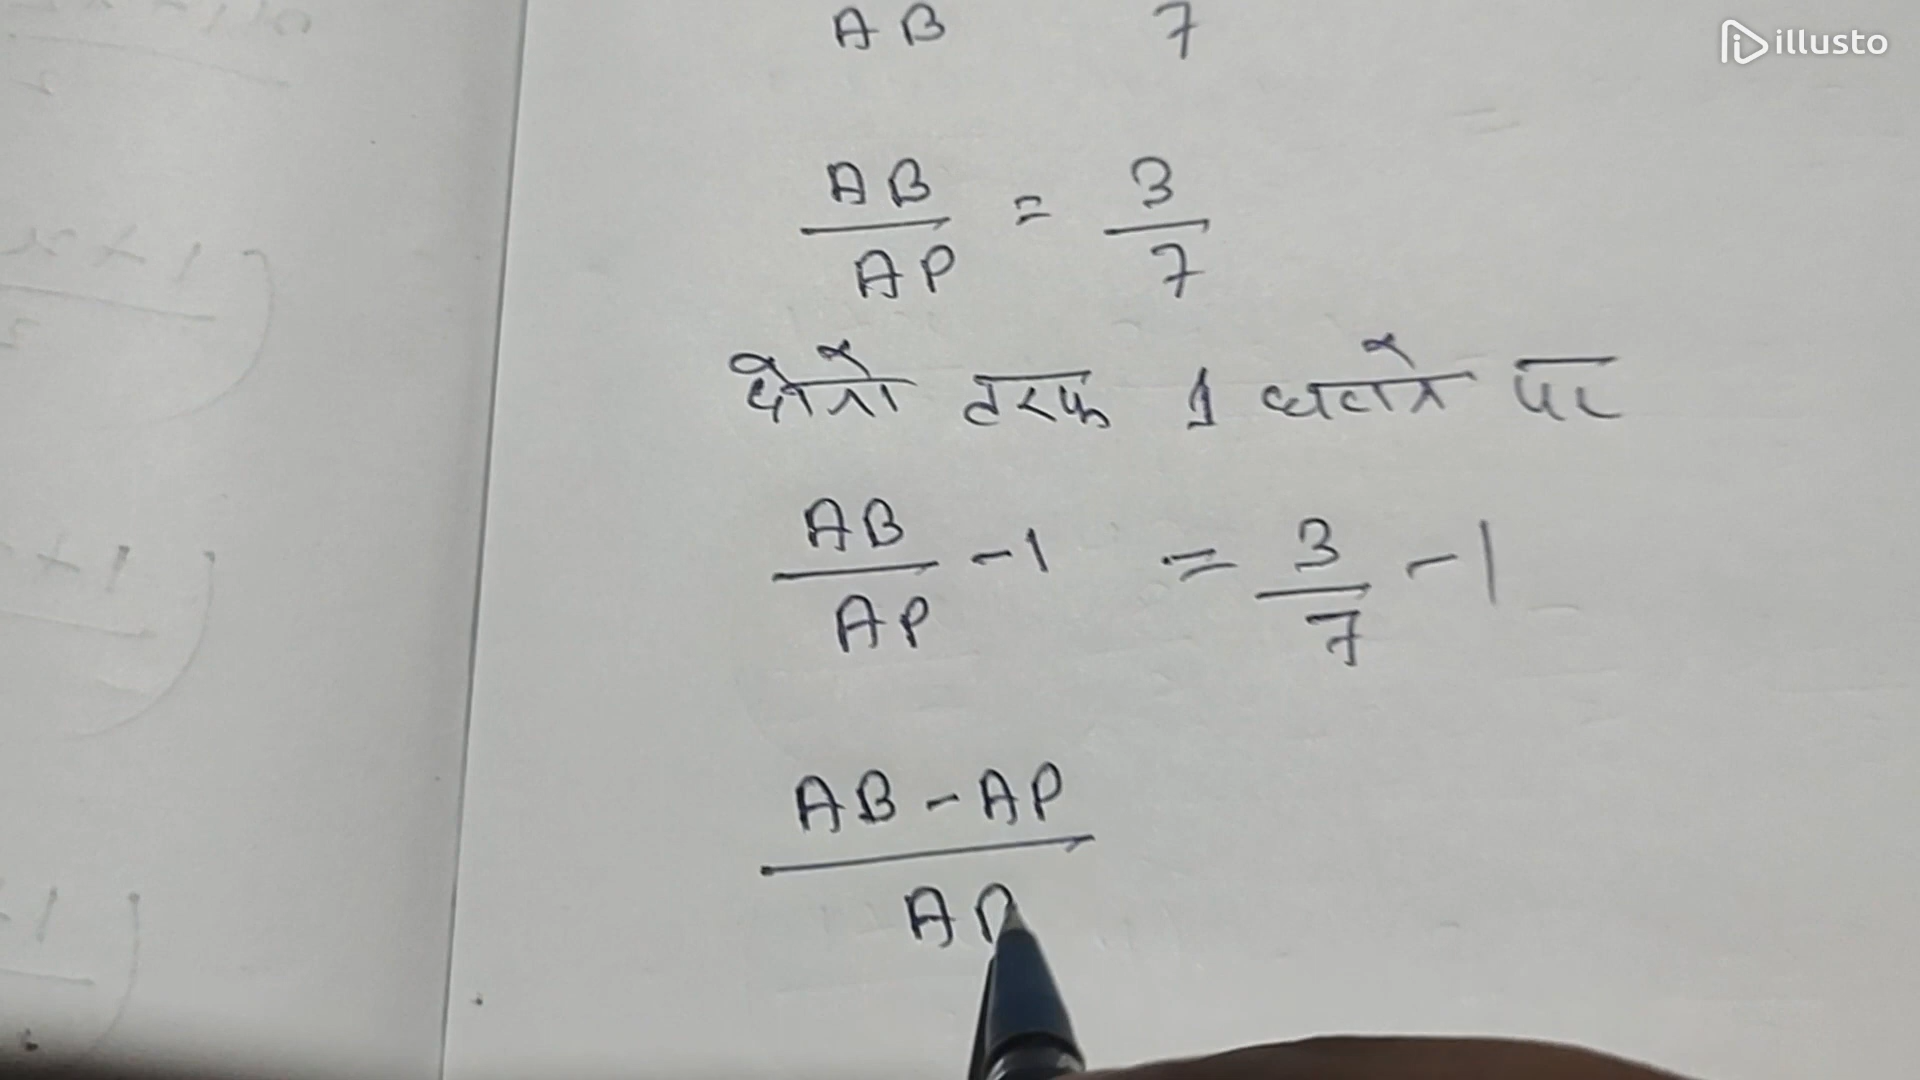 illusto
AB 7
AB/AP = 3/7
दोनो तरफ 1 घटाने पर
AB/AP - 1 = 3/7 - 1
AB - AP/AP